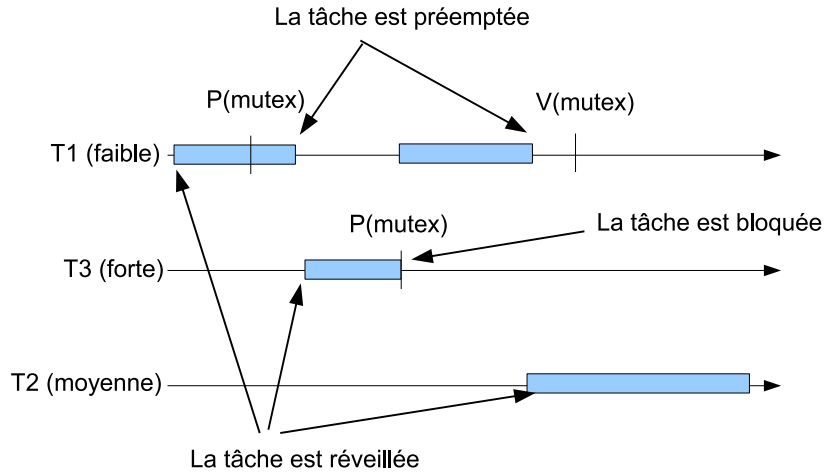 La tâche est préemptée
P(mutex)
V(mutex)
T1 (faible)
P(mutex)
La tâche est bloquée
T3 (forte)
T2 (moyenne)
La tâche est réveillée